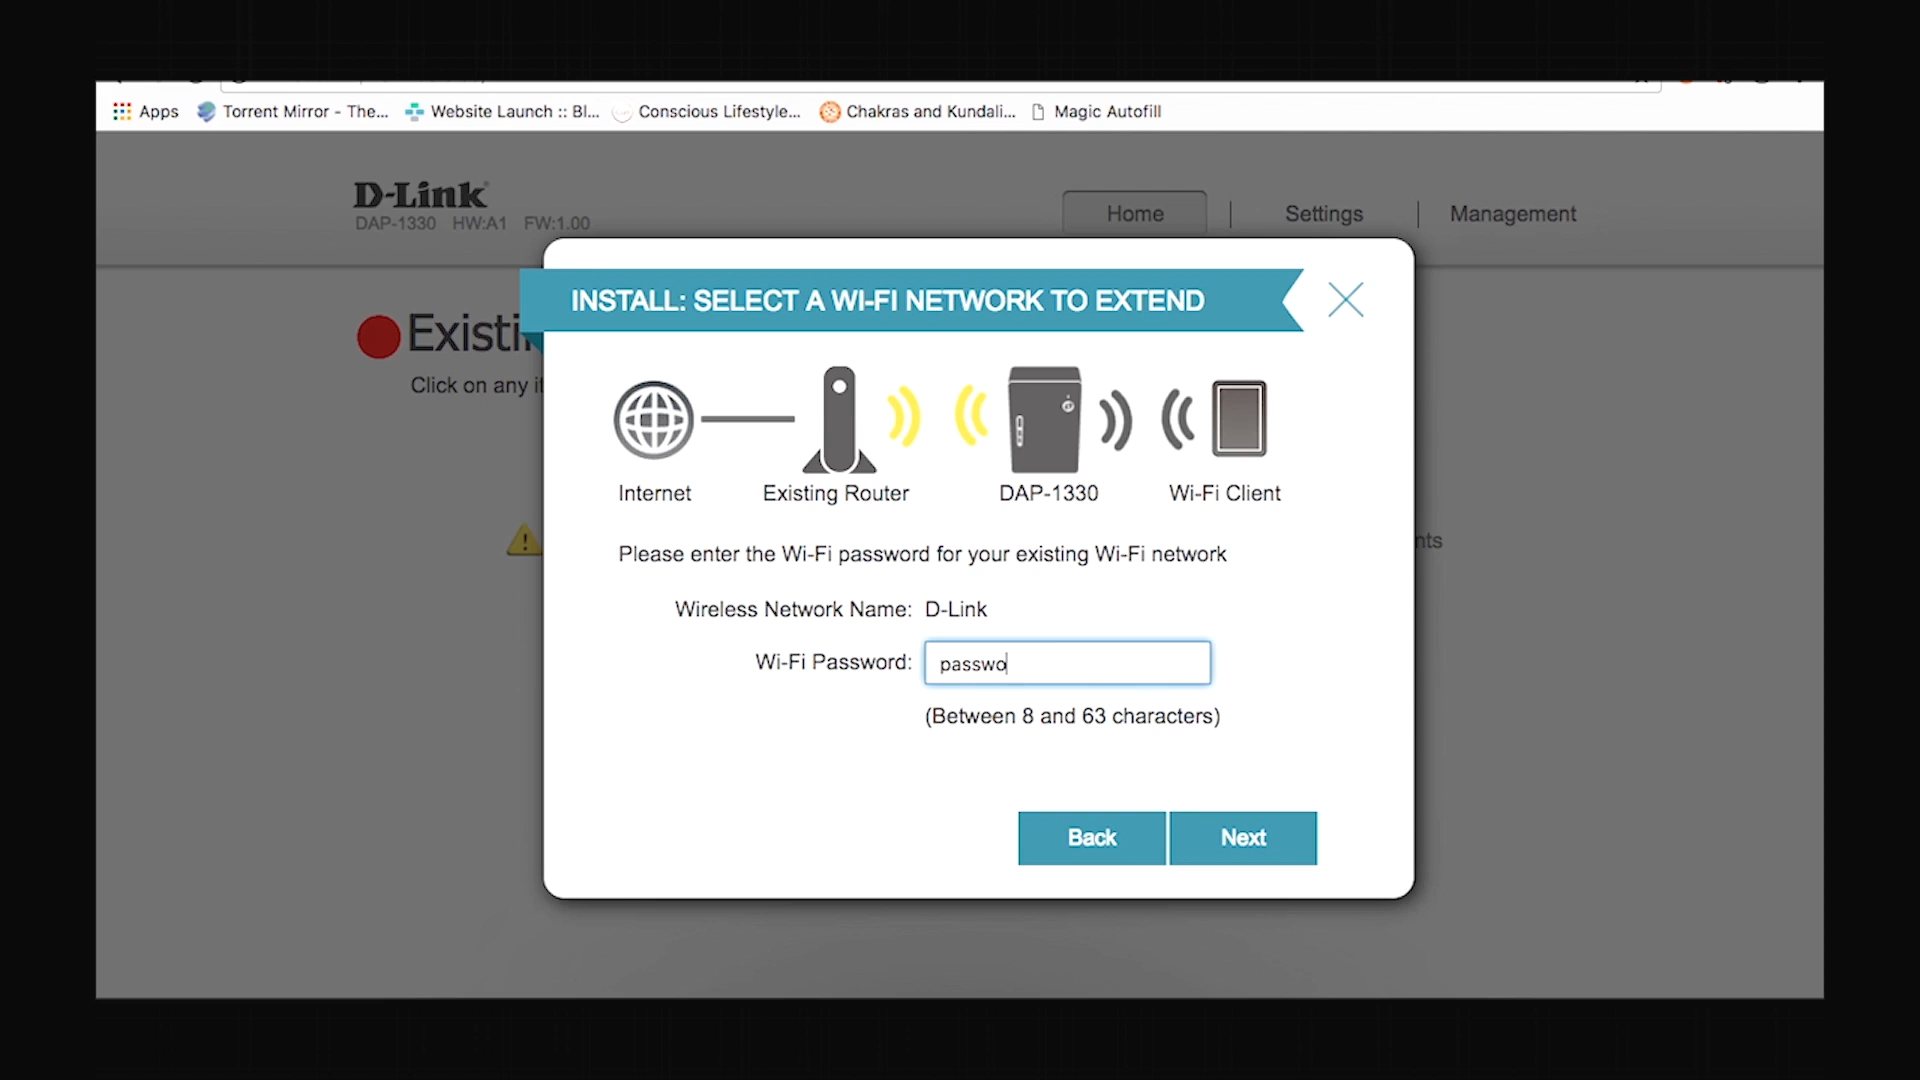 Apps Torrent Mirror - The... Website Launch :: Bl... Conscious Lifestyle... Chakras and Kundali... Magic Autofill
D-Link
DAP-1330 HW:A1 FW:1.00
Home Settings Management
INSTALL: SELECT A WI-FI NETWORK TO EXTEND
Existi
Click on any i
Internet Existing Router DAP-1330 Wi-Fi Client
nts
Please enter the Wi-Fi password for your existing Wi-Fi network
Wireless Network Name: D-Link
Wi-Fi Password: passwo
(Between 8 and 63 characters)
Back Next